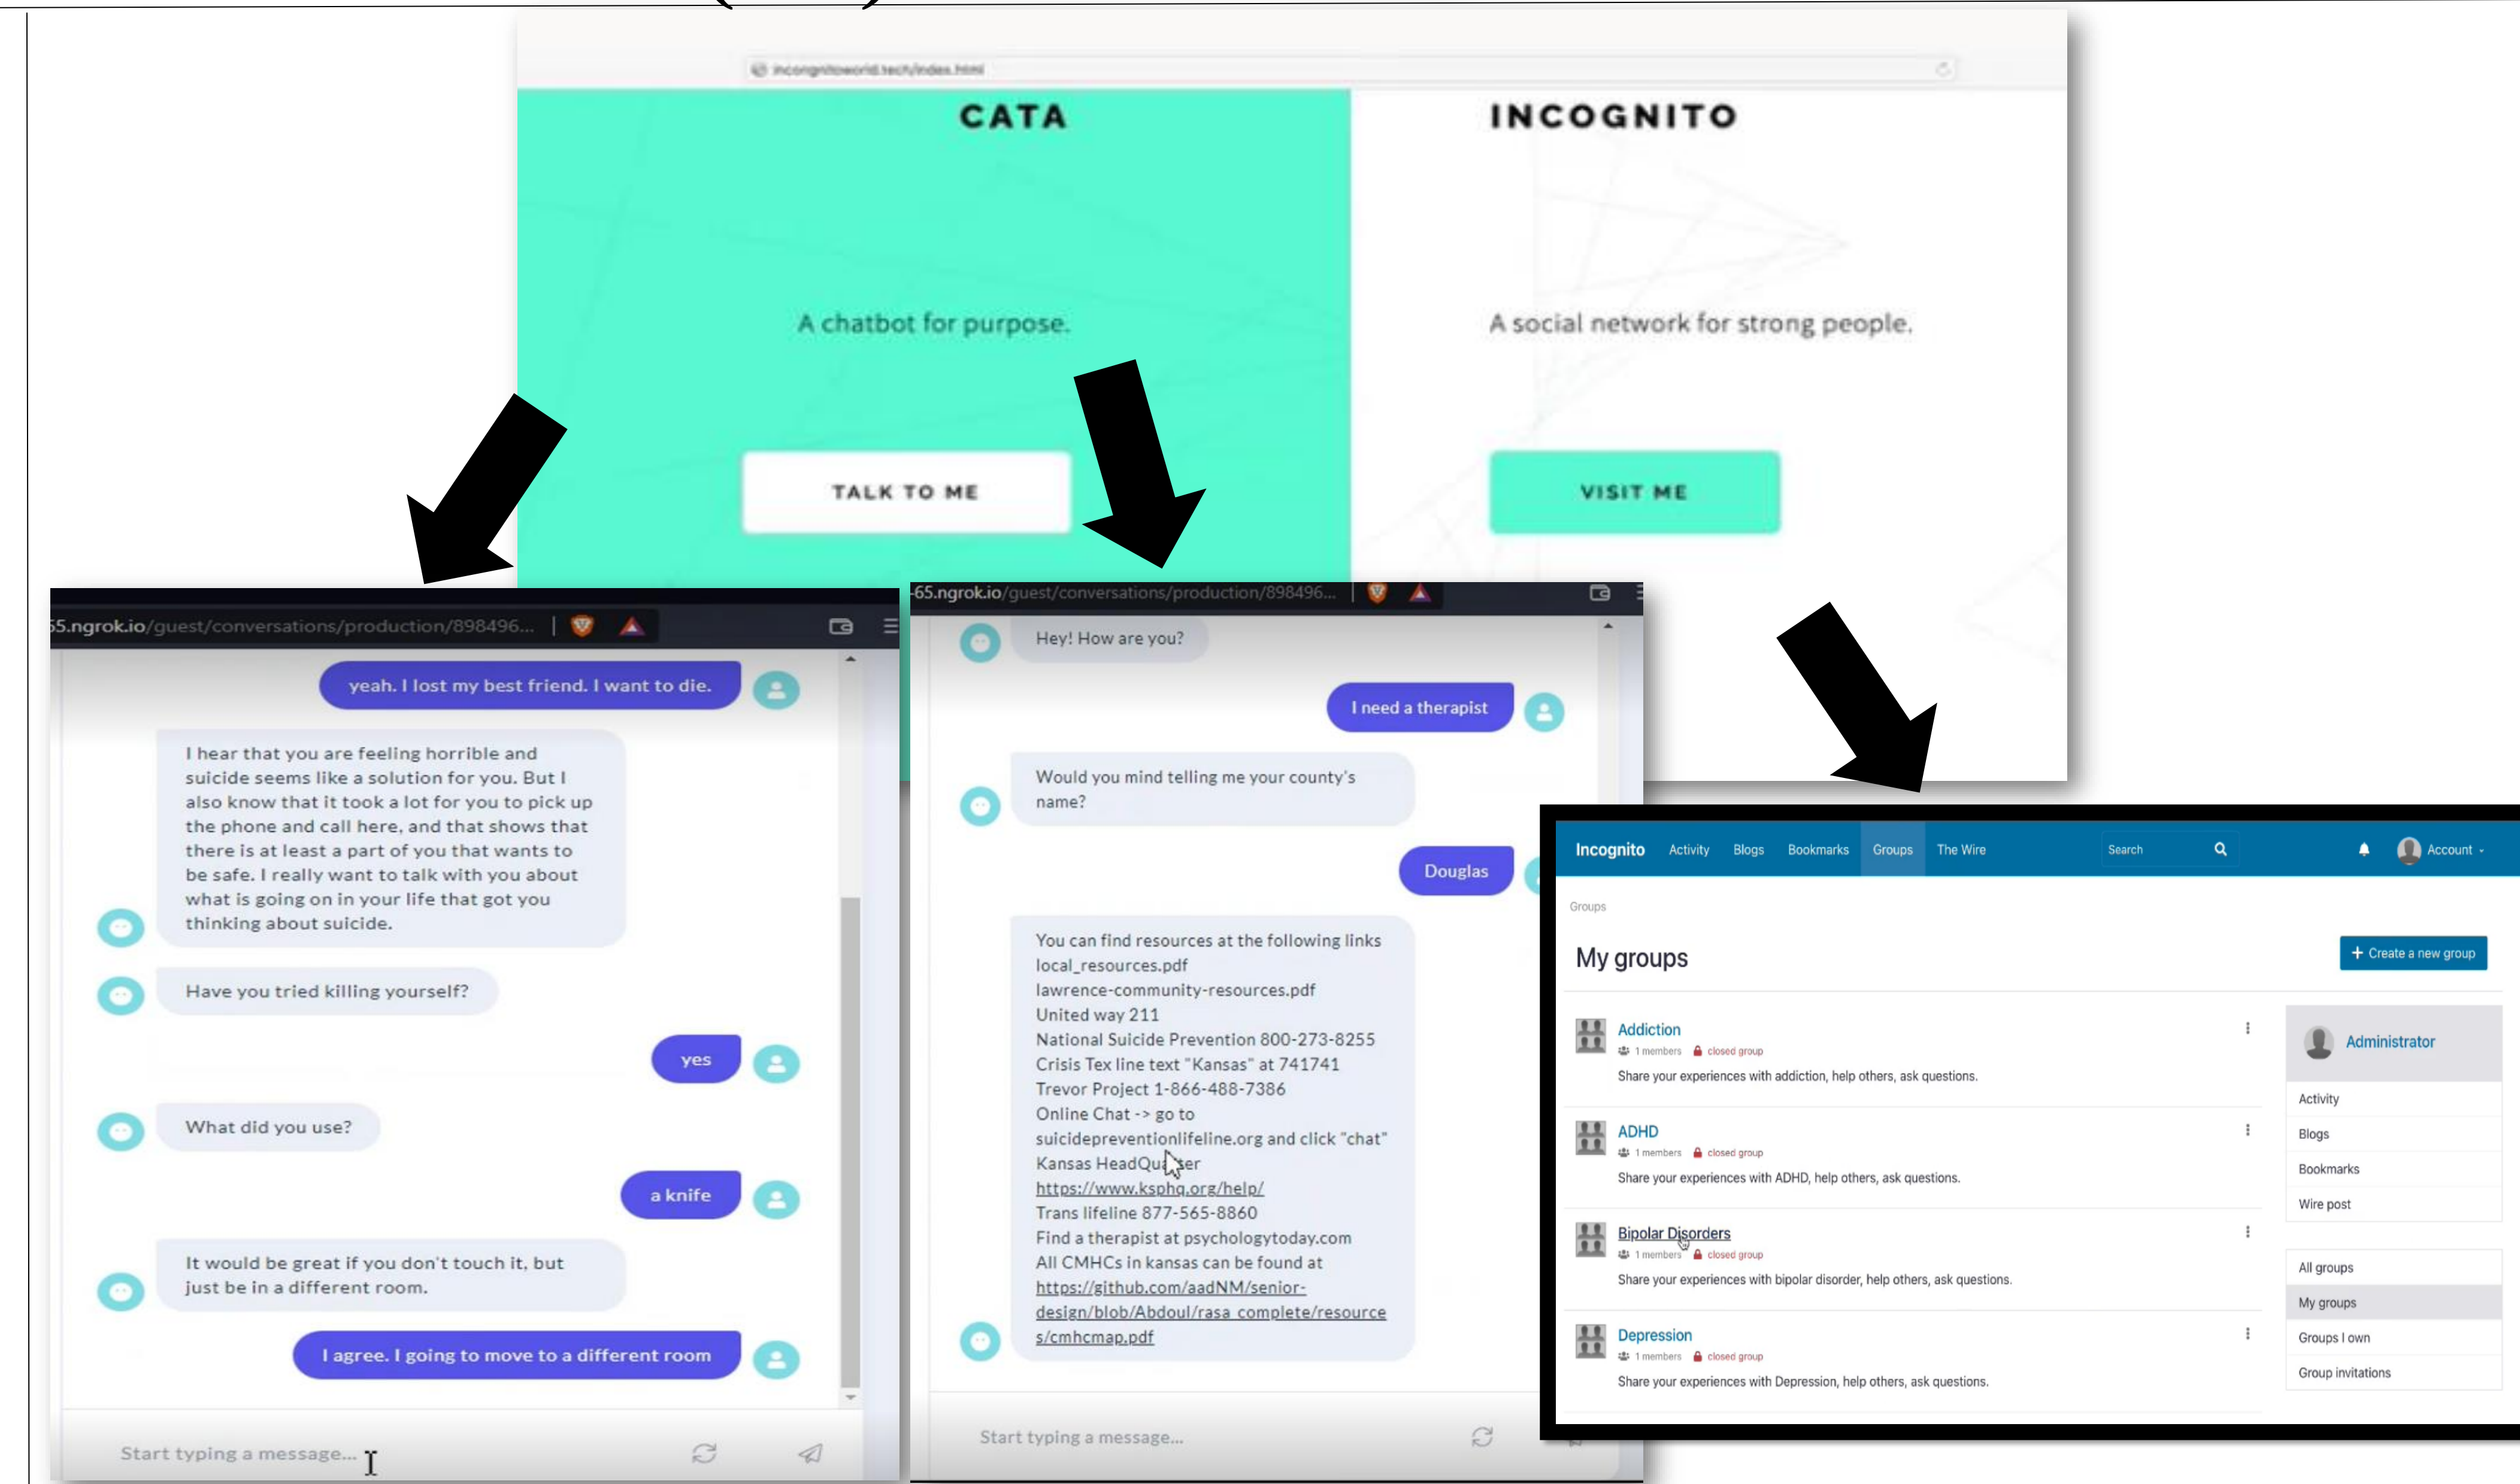 incongnitoworld.tech/index.html
CATA
INCOGNITO
A chatbot for purpose.
A social network for strong people.
TALK TO ME
VISIT ME
55.ngrok.io/guest/conversations/production/898496...
yeah. I lost my best friend. I want to die.
I hear that you are feeling horrible and
suicide seems like a solution for you. But I
also know that it took a lot for you to pick up
the phone and call here, and that shows that
there is at least a part of you that wants to
be safe. I really want to talk with you about
what is going on in your life that got you
thinking about suicide.
Have you tried killing yourself?
yes
What did you use?
a knife
It would be great if you don't touch it, but
just be in a different room.
I agree. I going to move to a different room
Start typing a message...
-65.ngrok.io/guest/conversations/production/898496...
Hey! How are you?
I need a therapist
Would you mind telling me your county's
name?
Douglas
You can find resources at the following links
local_resources.pdf
lawrence-community-resources.pdf
United way 211
National Suicide Prevention 800-273-8255
Crisis Tex line text "Kansas" at 741741
Trevor Project 1-866-488-7386
Online Chat -> go to
suicidepreventionlifeline.org and click "chat"
Kansas HeadQuarter
https://www.ksphq.org/help/
Trans lifeline 877-565-8860
Find a therapist at psychologytoday.com
All CMHCs in kansas can be found at
https://github.com/aadNM/senior-
design/blob/Abdoul/rasa_complete/resource
s/cmhcmap.pdf
Start typing a message...
Incognito Activity Blogs Bookmarks Groups The Wire Search Account
Groups
My groups
+ Create a new group
Addiction
1 members closed group
Share your experiences with addiction, help others, ask questions.
ADHD
1 members closed group
Share your experiences with ADHD, help others, ask questions.
Bipolar Disorders
1 members closed group
Share your experiences with bipolar disorder, help others, ask questions.
Depression
1 members closed group
Share your experiences with Depression, help others, ask questions.
Administrator
Activity
Blogs
Bookmarks
Wire post
All groups
My groups
Groups I own
Group invitations